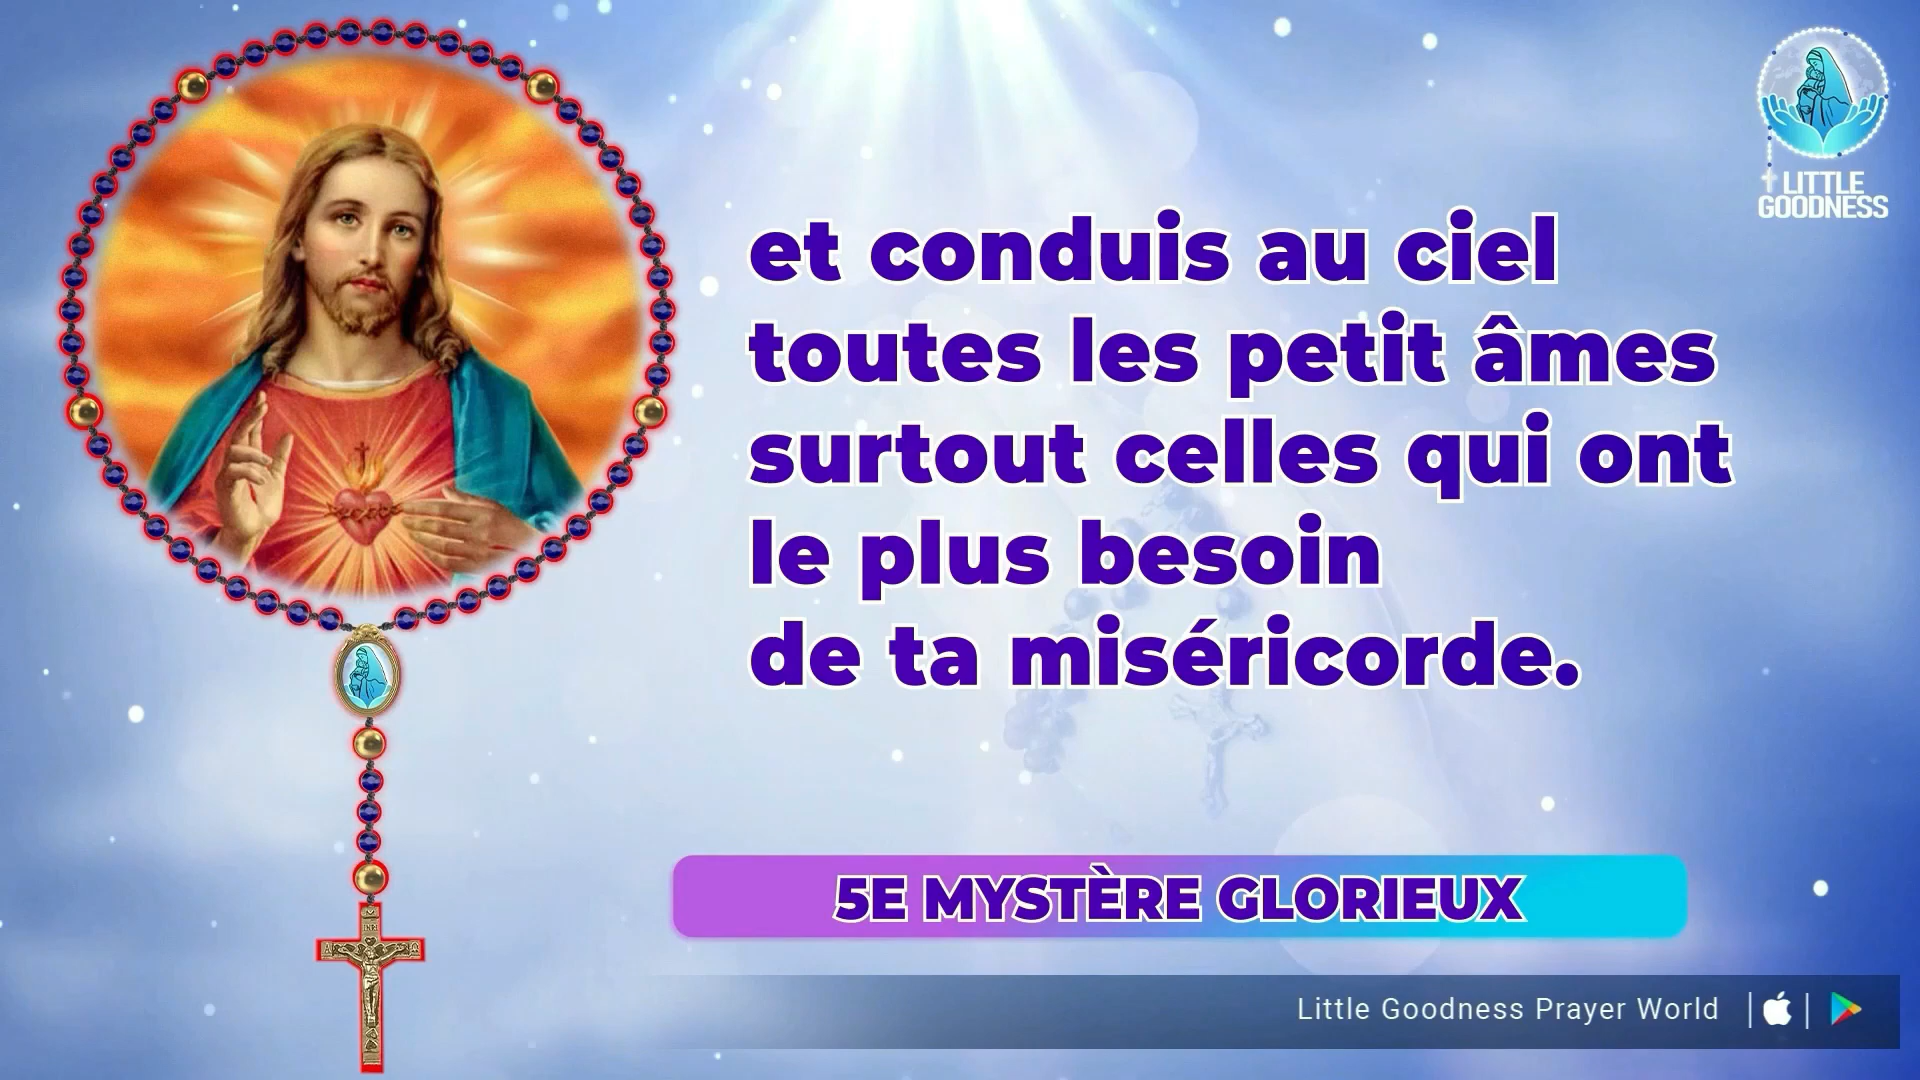 LITTLE
GOODNESS
et conduis au ciel
toutes les petit âmes
surtout celles qui ont
le plus besoin
de ta miséricorde.
5E MYSTÈRE GLORIEUX
Little Goodness Prayer World
INRI
A Ω